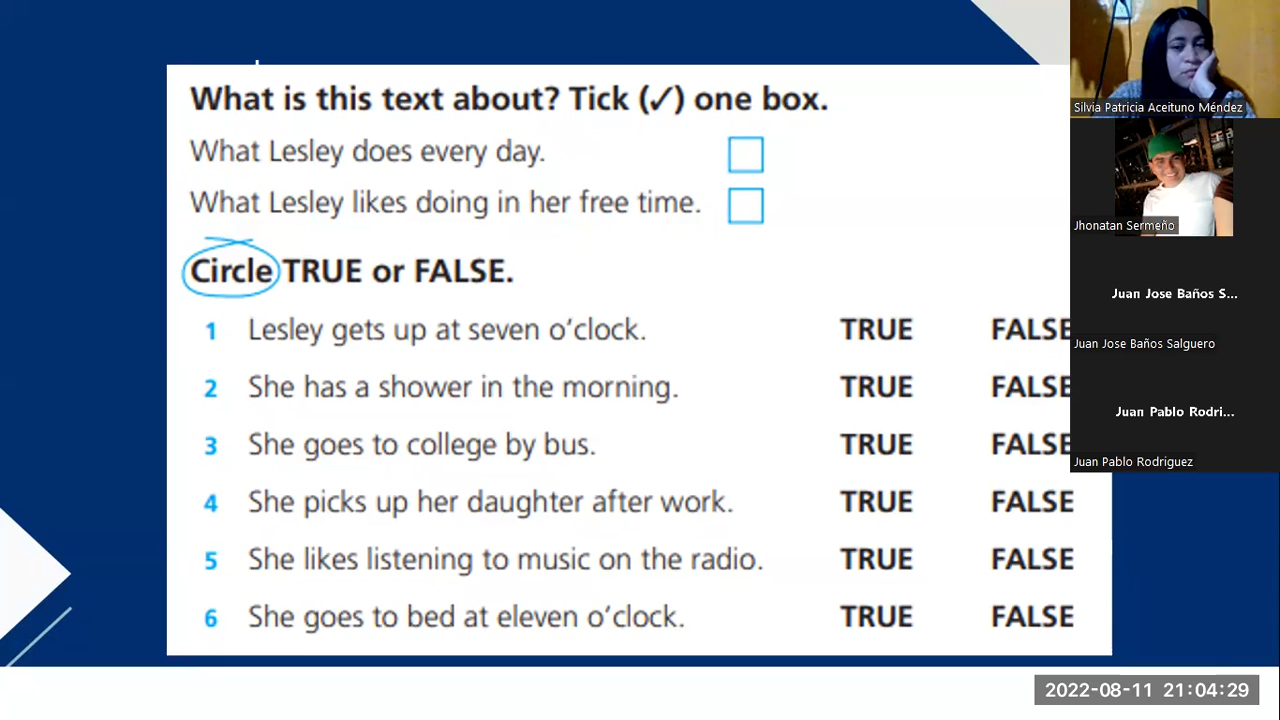 What is this text about? Tick (✓) one box.
What Lesley does every day.
What Lesley likes doing in her free time.
Circle TRUE or FALSE.
1 Lesley gets up at seven o'clock. TRUE FALSE
2 She has a shower in the morning. TRUE FALSE
3 She goes to college by bus. TRUE FALSE
4 She picks up her daughter after work. TRUE FALSE
5 She likes listening to music on the radio. TRUE FALSE
6 She goes to bed at eleven o'clock. TRUE FALSE
Silvia Patricia Aceituno Méndez
Jhonatan Sermeño
Juan Jose Baños S...
Juan Jose Baños Salguero
Juan Pablo Rodri...
Juan Pablo Rodriguez
2022-08-11 21:04:29